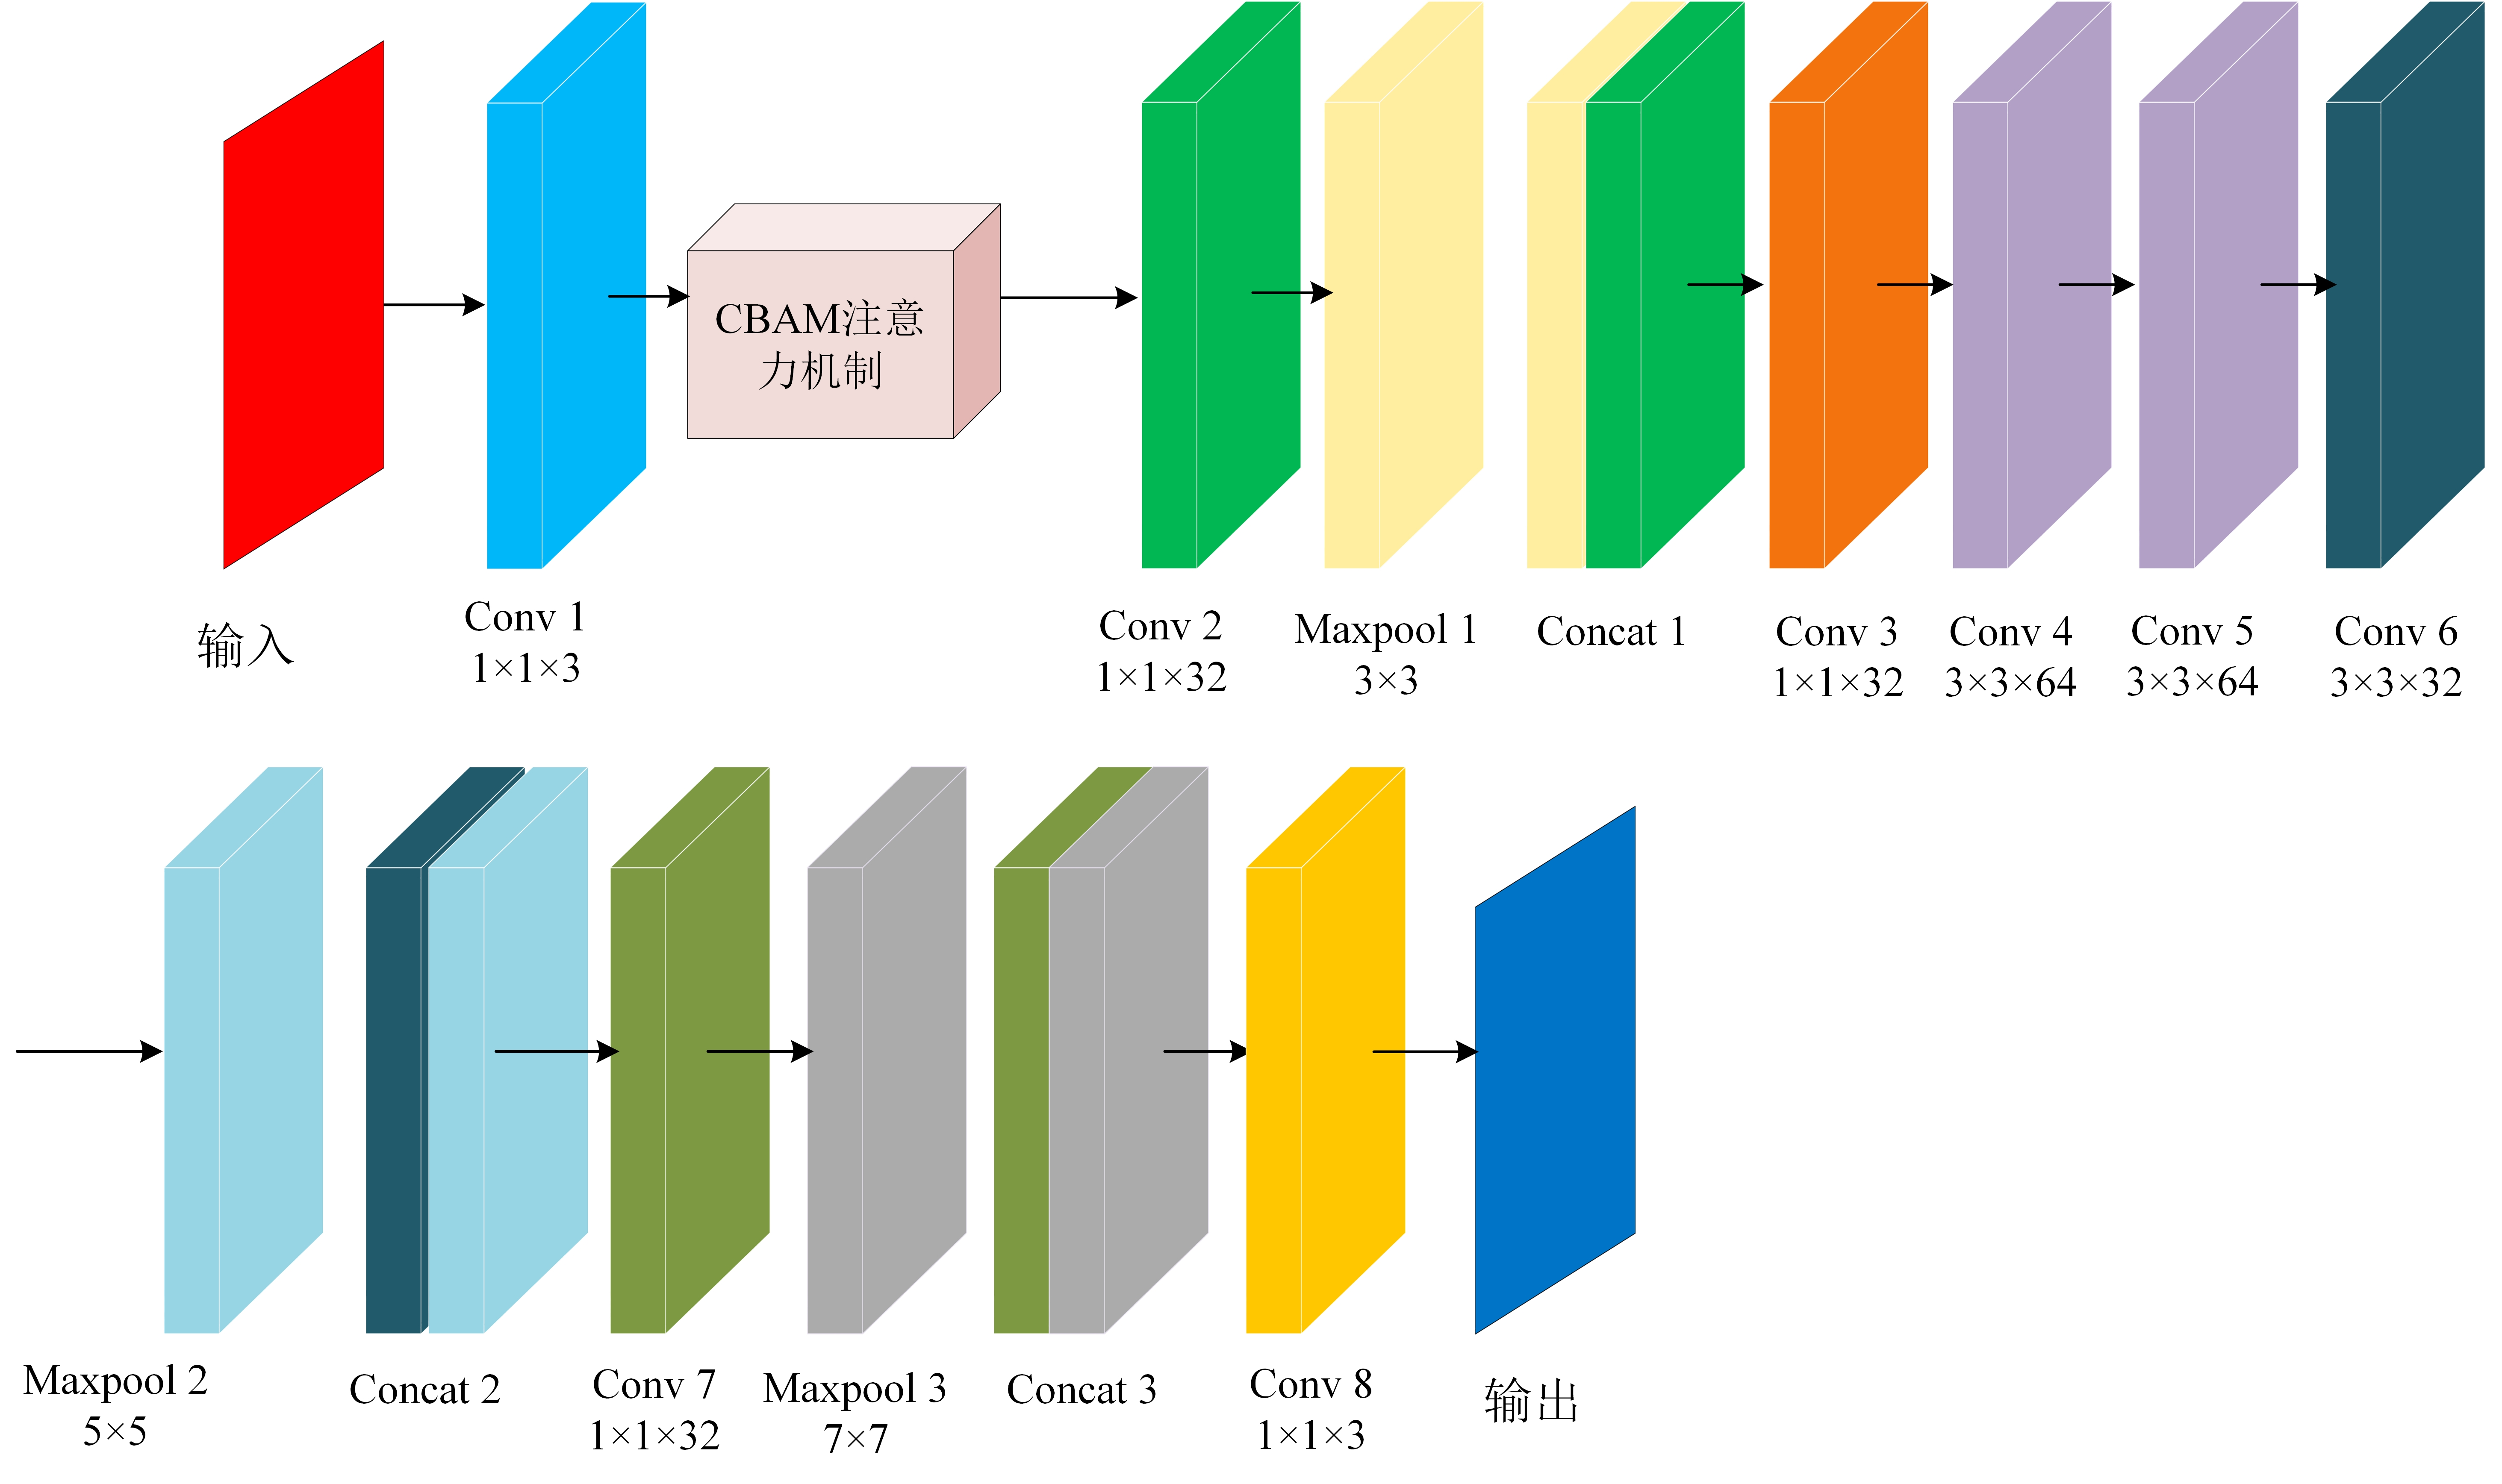 CBAM注意
力机制
输入
Conv 1
1×1×3
Conv 2
1×1×32
Maxpool 1
3×3
Concat 1
Conv 3
1×1×32
Conv 4
3×3×64
Conv 5
3×3×64
Conv 6
3×3×32
Maxpool 2
5×5
Concat 2
Conv 7
1×1×32
Maxpool 3
7×7
Concat 3
Conv 8
1×1×3
输出